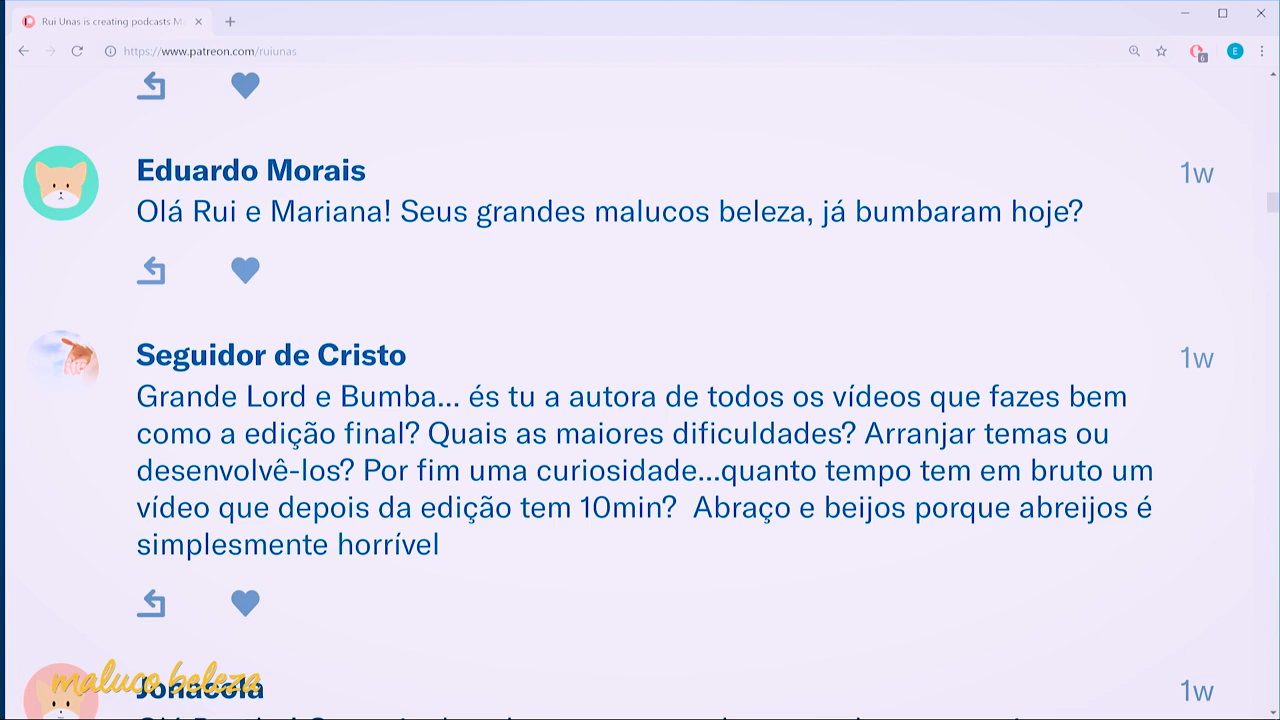 Rui Unas is creating podcasts M
https://www.patreon.com/ruiunas
6
E
Eduardo Morais
1w
Olá Rui e Mariana! Seus grandes malucos beleza, já bumbaram hoje?
Seguidor de Cristo
1w
Grande Lord e Bumba... és tu a autora de todos os vídeos que fazes bem
como a edição final? Quais as maiores dificuldades? Arranjar temas ou
desenvolvê-los? Por fim uma curiosidade...quanto tempo tem em bruto um
vídeo que depois da edição tem 10min?  Abraço e beijos porque abreijos é
simplesmente horrível
maluco beleza
Jonacola
1w